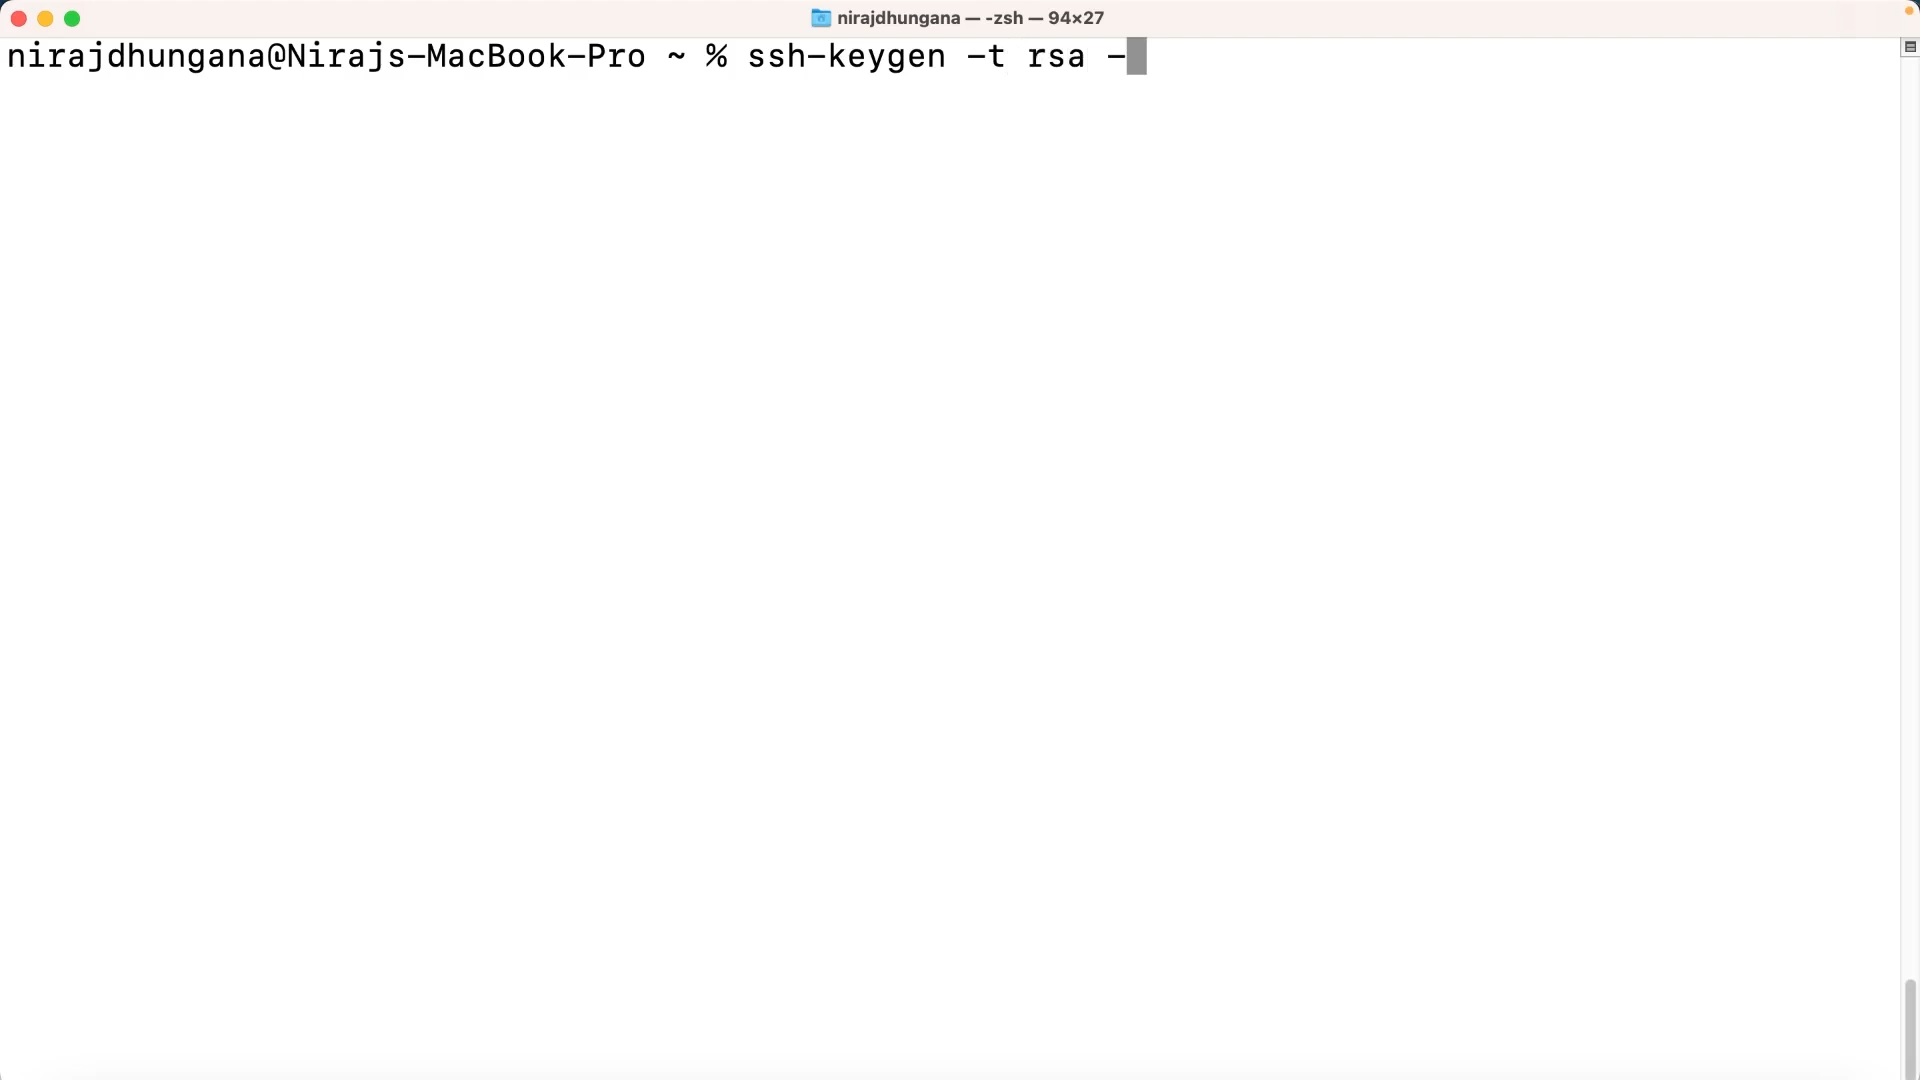 nirajdhungana — -zsh — 94×27
nirajdhungana@Nirajs-MacBook-Pro ~ % ssh-keygen -t rsa -